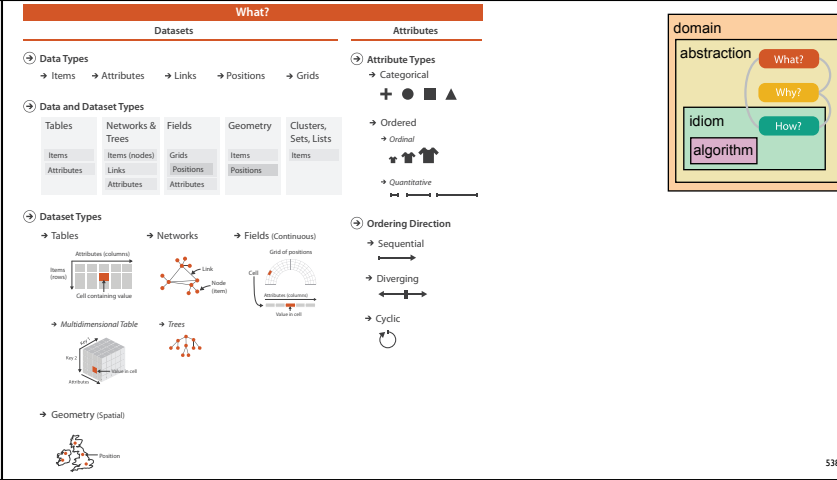 What?
Datasets
Attributes
Data Types
Items
Attributes
Links
Positions
Grids
Data and Dataset Types
Tables
Items
Attributes
Networks &
Trees
Items (nodes)
Links
Attributes
Fields
Grids
Positions
Attributes
Geometry
Items
Positions
Clusters,
Sets, Lists
Items
Dataset Types
Tables
Attributes (columns)
Items
(rows)
Cell containing value
Networks
Link
Node
(item)
Fields (Continuous)
Grid of positions
Cell
Attributes (columns)
Value in cell
Multidimensional Table
Key 1
Key 2
Value in cell
Attributes
Trees
Geometry (Spatial)
Position
Attribute Types
Categorical
Ordered
Ordinal
Quantitative
Ordering Direction
Sequential
Diverging
Cyclic
domain
abstraction
What?
Why?
idiom
How?
algorithm
538